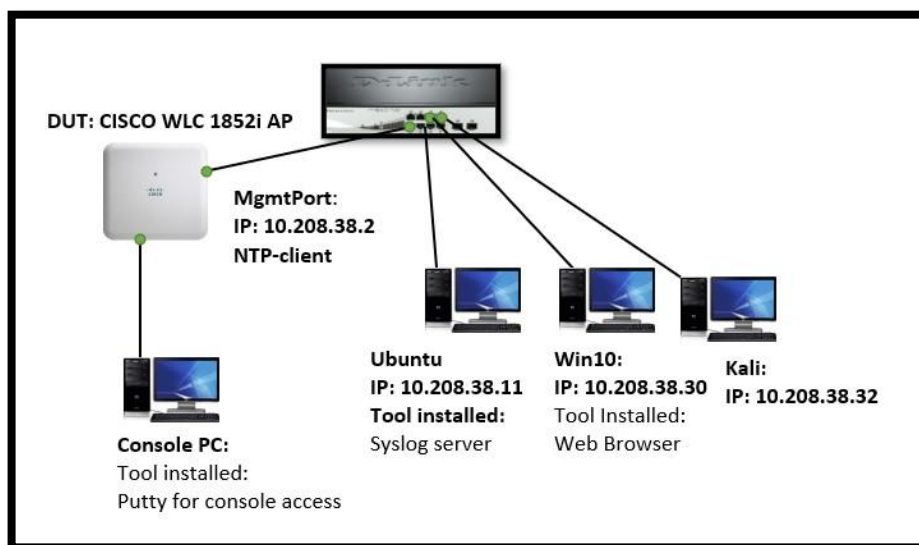 D-Link
DUT: CISCO WLC 1852i AP
CISCO
MgmtPort:
IP: 10.208.38.2
NTP-client
Ubuntu
IP: 10.208.38.11
Tool installed:
Syslog server
Win10:
IP: 10.208.38.30
Tool Installed:
Web Browser
Kali:
IP: 10.208.38.32
Console PC:
Tool installed:
Putty for console access